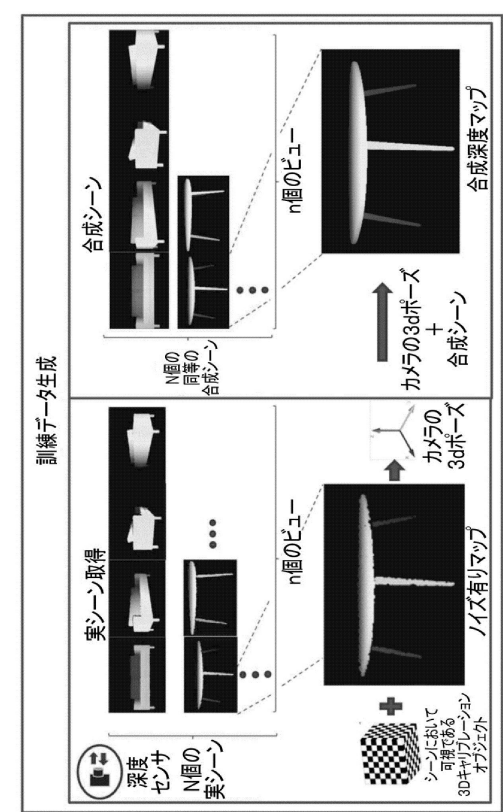 訓練データ生成
実シーン取得
深度
センサ
N個の
実シーン
n個のビュー
シーンにおいて
可視である
3Dキャリブレーション
オブジェクト
ノイズ有りマップ
カメラの
3dポーズ
合成シーン
N個の
同等の
合成シーン
n個のビュー
カメラの3dポーズ
+
合成シーン
合成深度マップ